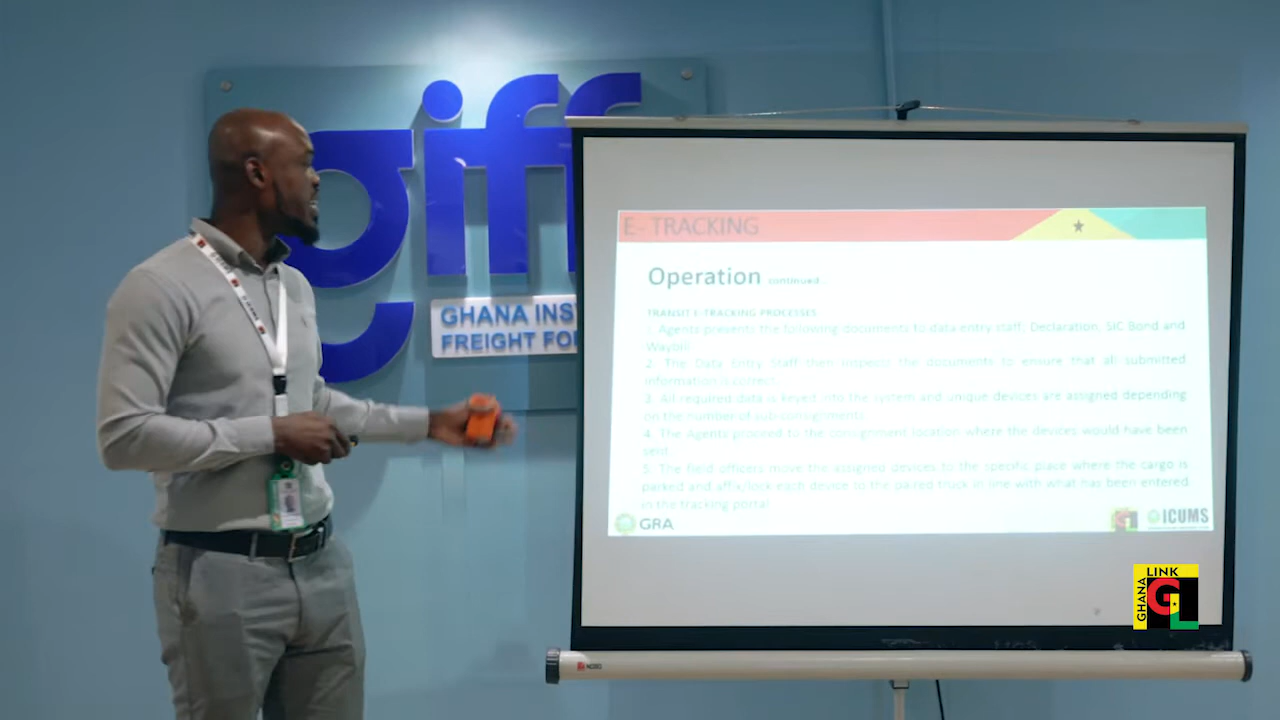 giff
GHANA INS
FREIGHT FO
E- TRACKING
Operation continued...
TRANSIT E-TRACKING PROCESSES
1. Agents presents the following documents to data entry staff; Declaration, SIC Bond and
Waybill.
2. The Data Entry Staff then inspects the documents to ensure that all submitted
information is correct.
3. All required data is keyed into the system and unique devices are assigned depending
on the number of sub-consignments.
4. The Agents proceed to the consignment location where the devices would have been
sent.
5. The field officers move the assigned devices to the specific place where the cargo is
parked and affix/lock each device to the paired truck in line with what has been entered
in the tracking portal.
GRA
ICUMS
GHANA LINK
GL